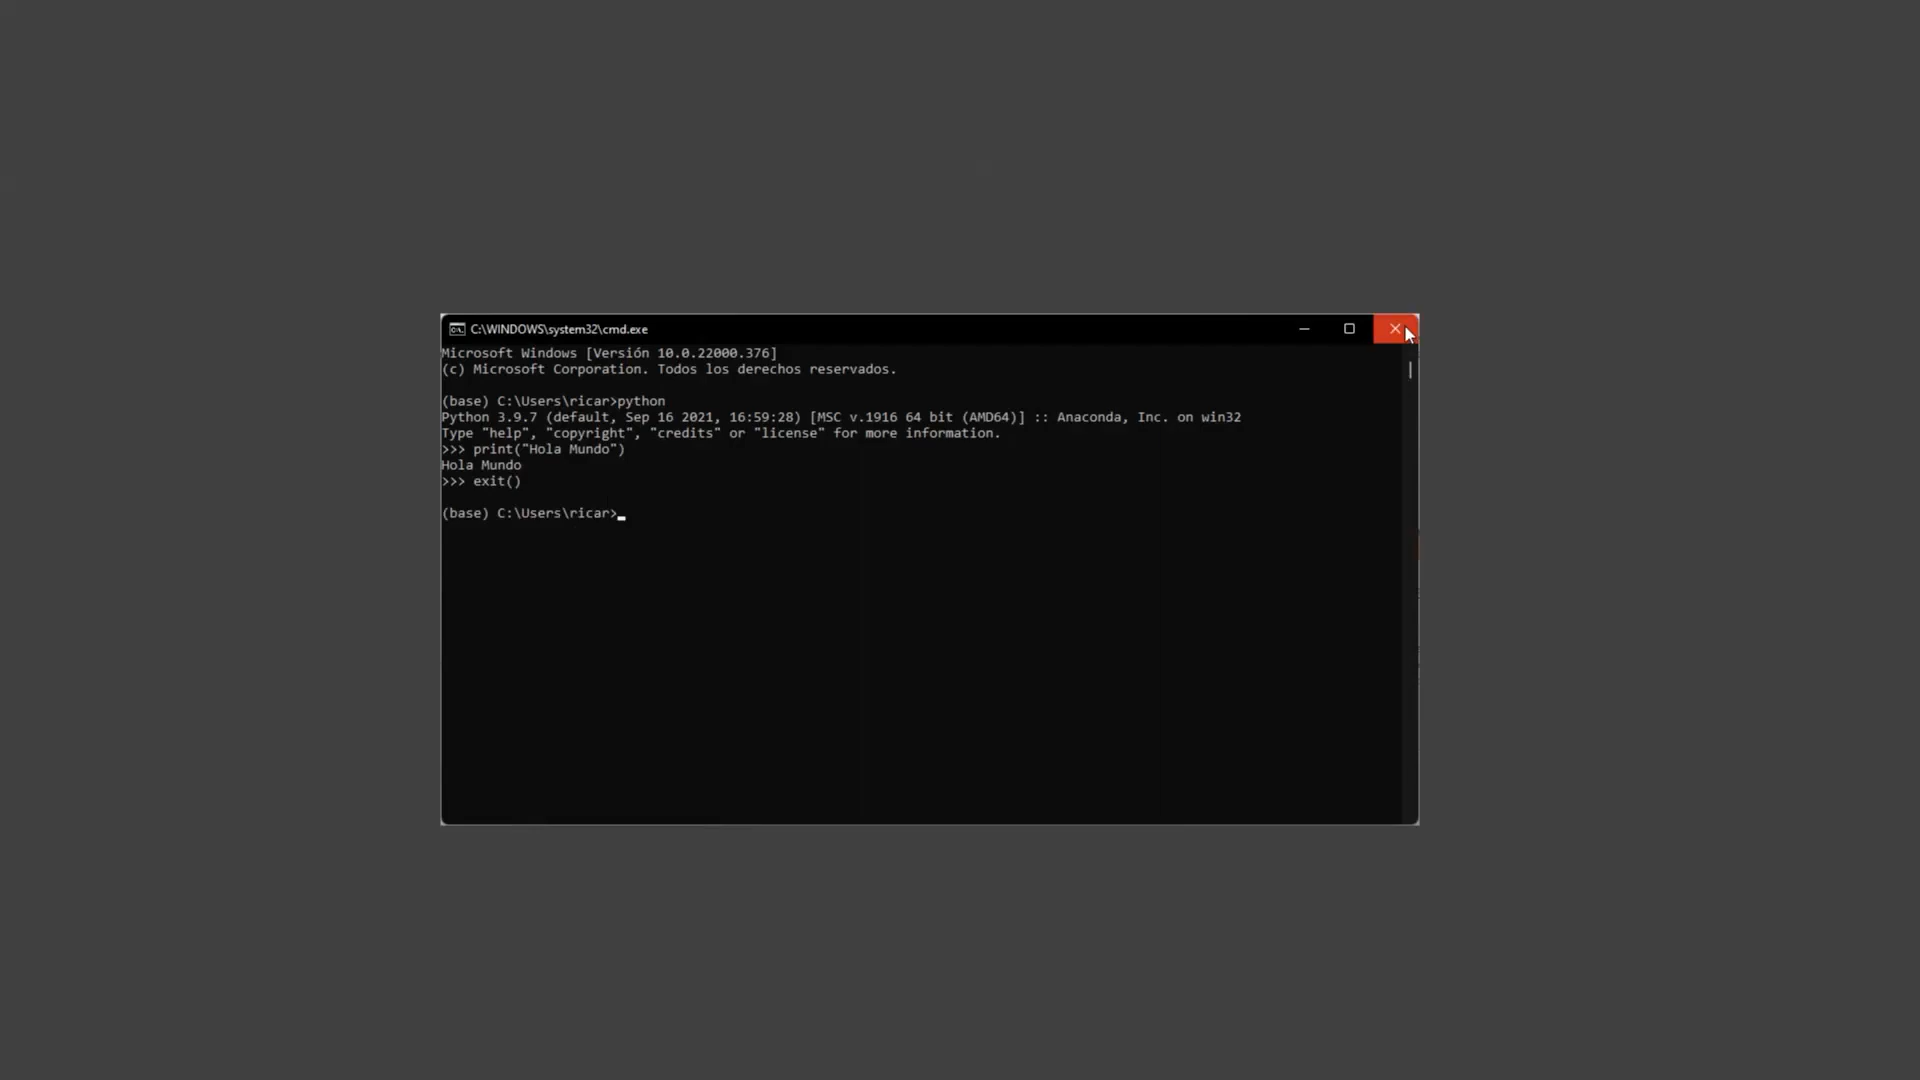 C:\WINDOWS\system32\cmd.exe
Microsoft Windows [Versión 10.0.22000.376]
(c) Microsoft Corporation. Todos los derechos reservados.
(base) C:\Users\ricar>python
Python 3.9.7 (default, Sep 16 2021, 16:59:28) [MSC v.1916 64 bit (AMD64)] :: Anaconda, Inc. on win32
Type "help", "copyright", "credits" or "license" for more information.
>>> print("Hola Mundo")
Hola Mundo
>>> exit()
(base) C:\Users\ricar>